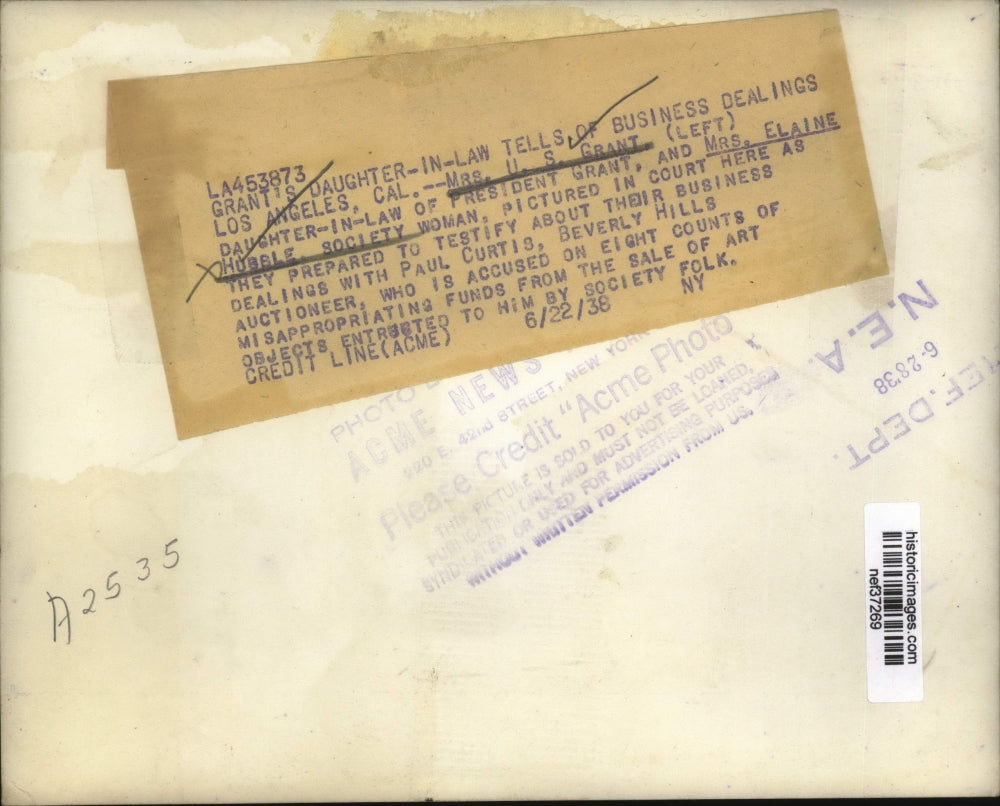 LA453873
GRANT'S DAUGHTER-IN-LAW TELLS OF BUSINESS DEALINGS
LOS ANGELES, CAL.--MRS. U. S. GRANT, (LEFT)
DAUGHTER-IN-LAW OF PRESIDENT GRANT, AND MRS. ELAINE
HUBBLE, SOCIETY WOMAN, PICTURED IN COURT HERE AS
THEY PREPARED TO TESTIFY ABOUT THEIR BUSINESS
DEALINGS WITH PAUL CURTIS, BEVERLY HILLS
AUCTIONEER, WHO IS ACCUSED ON EIGHT COUNTS OF
MISAPPROPRIATING FUNDS FROM THE SALE OF ART
OBJECTS ENTRUSTED TO HIM BY SOCIETY FOLK.
CREDIT LINE(ACME) 6/22/38 NY
PHOTO
ACME NEWS
220 E. 42nd STREET, NEW YORK
Please Credit "Acme Photo
THIS PICTURE IS SOLD TO YOU FOR YOUR
PUBLICATION ONLY AND MUST NOT BE LOANED,
SYNDICATED OR USED FOR ADVERTISING PURPOSES
WITHOUT WRITTEN PERMISSION FROM US.
N.E.A.
6-28-38
REF. DEPT.
A2535
historicimages.com
nef37269